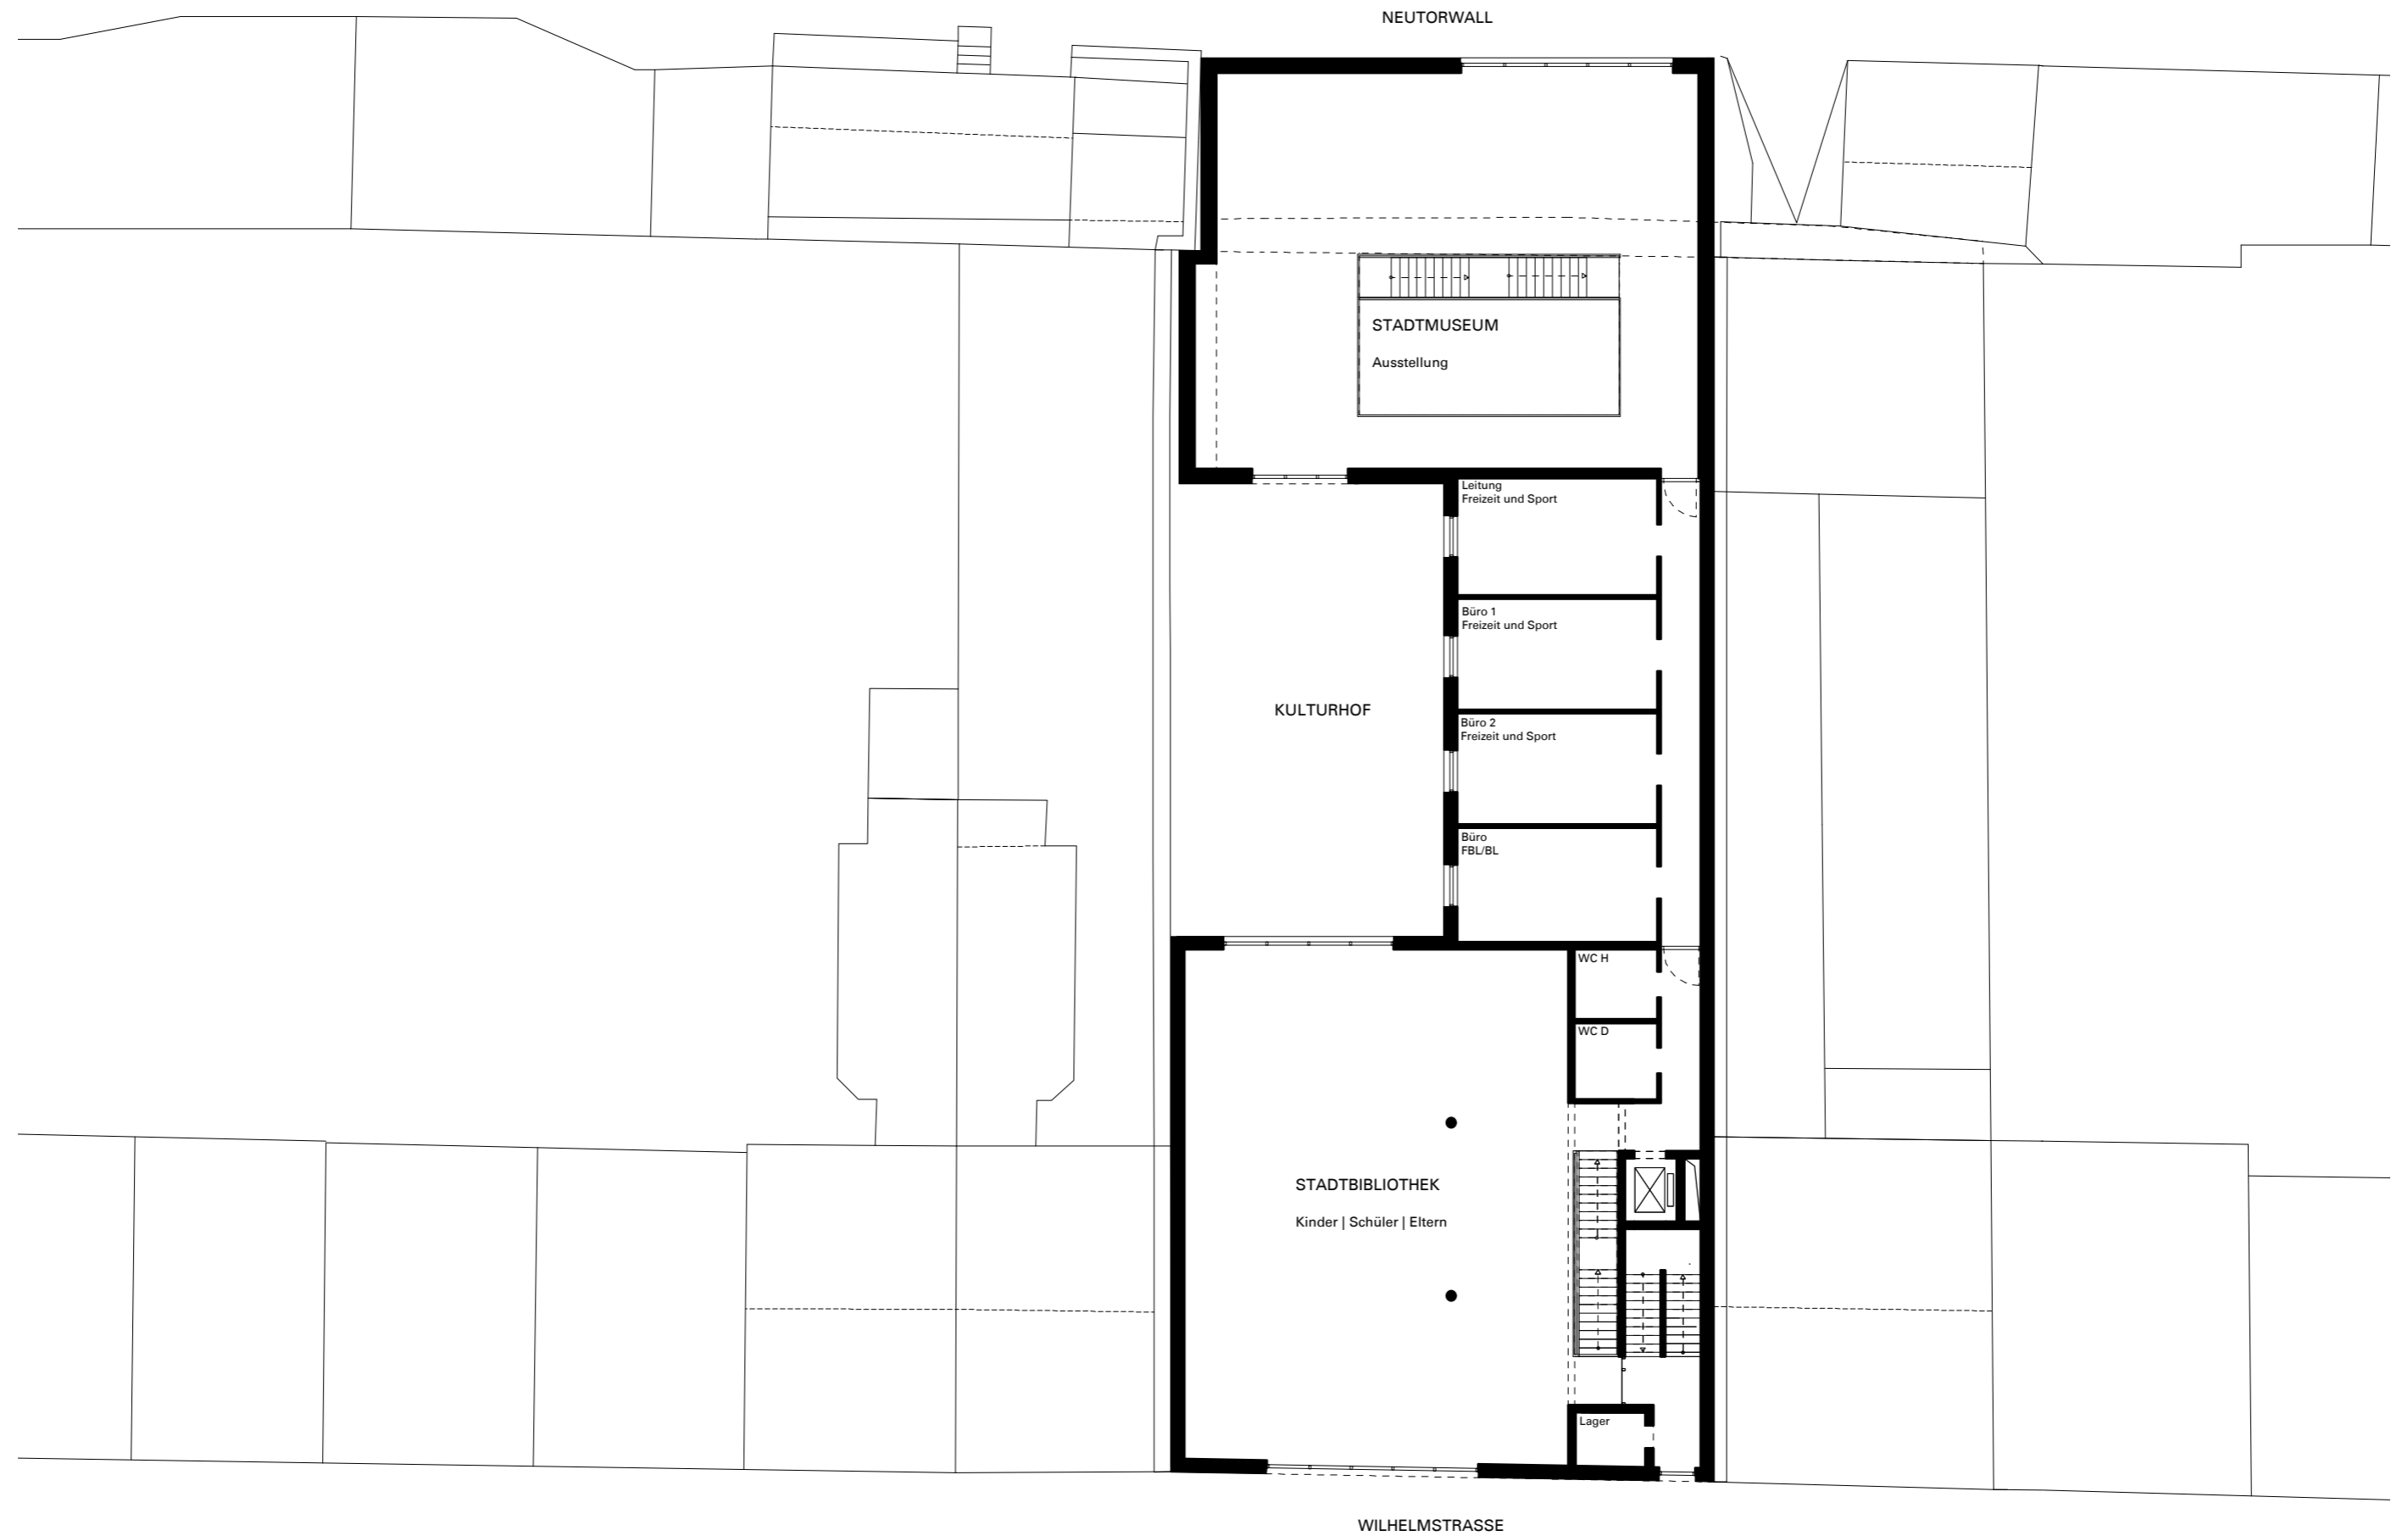 NEUTORWALL
STADTMUSEUM
Ausstellung
Leitung
Freizeit und Sport
Büro 1
Freizeit und Sport
KULTURHOF
Büro 2
Freizeit und Sport
Büro
FBL/BL
WC H
WC D
STADTBIBLIOTHEK
Kinder | Schüler | Eltern
Lager
WILHELMSTRASSE